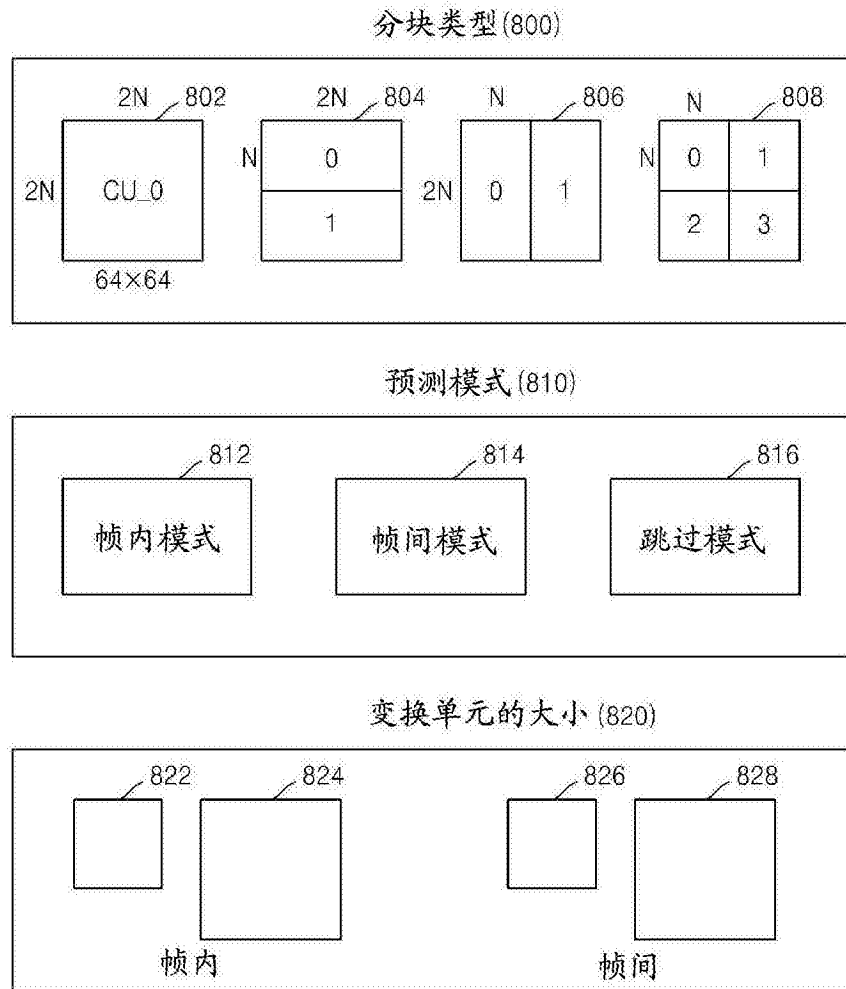 分块类型(800)
2N 802 2N 804 N 806 N 808
N 0 N 0 1
2N CU_0 2N 0 1
1 2 3
64×64
预测模式(810)
812 814 816
帧内模式 帧间模式 跳过模式
变换单元的大小(820)
822 824 826 828
帧内 帧间